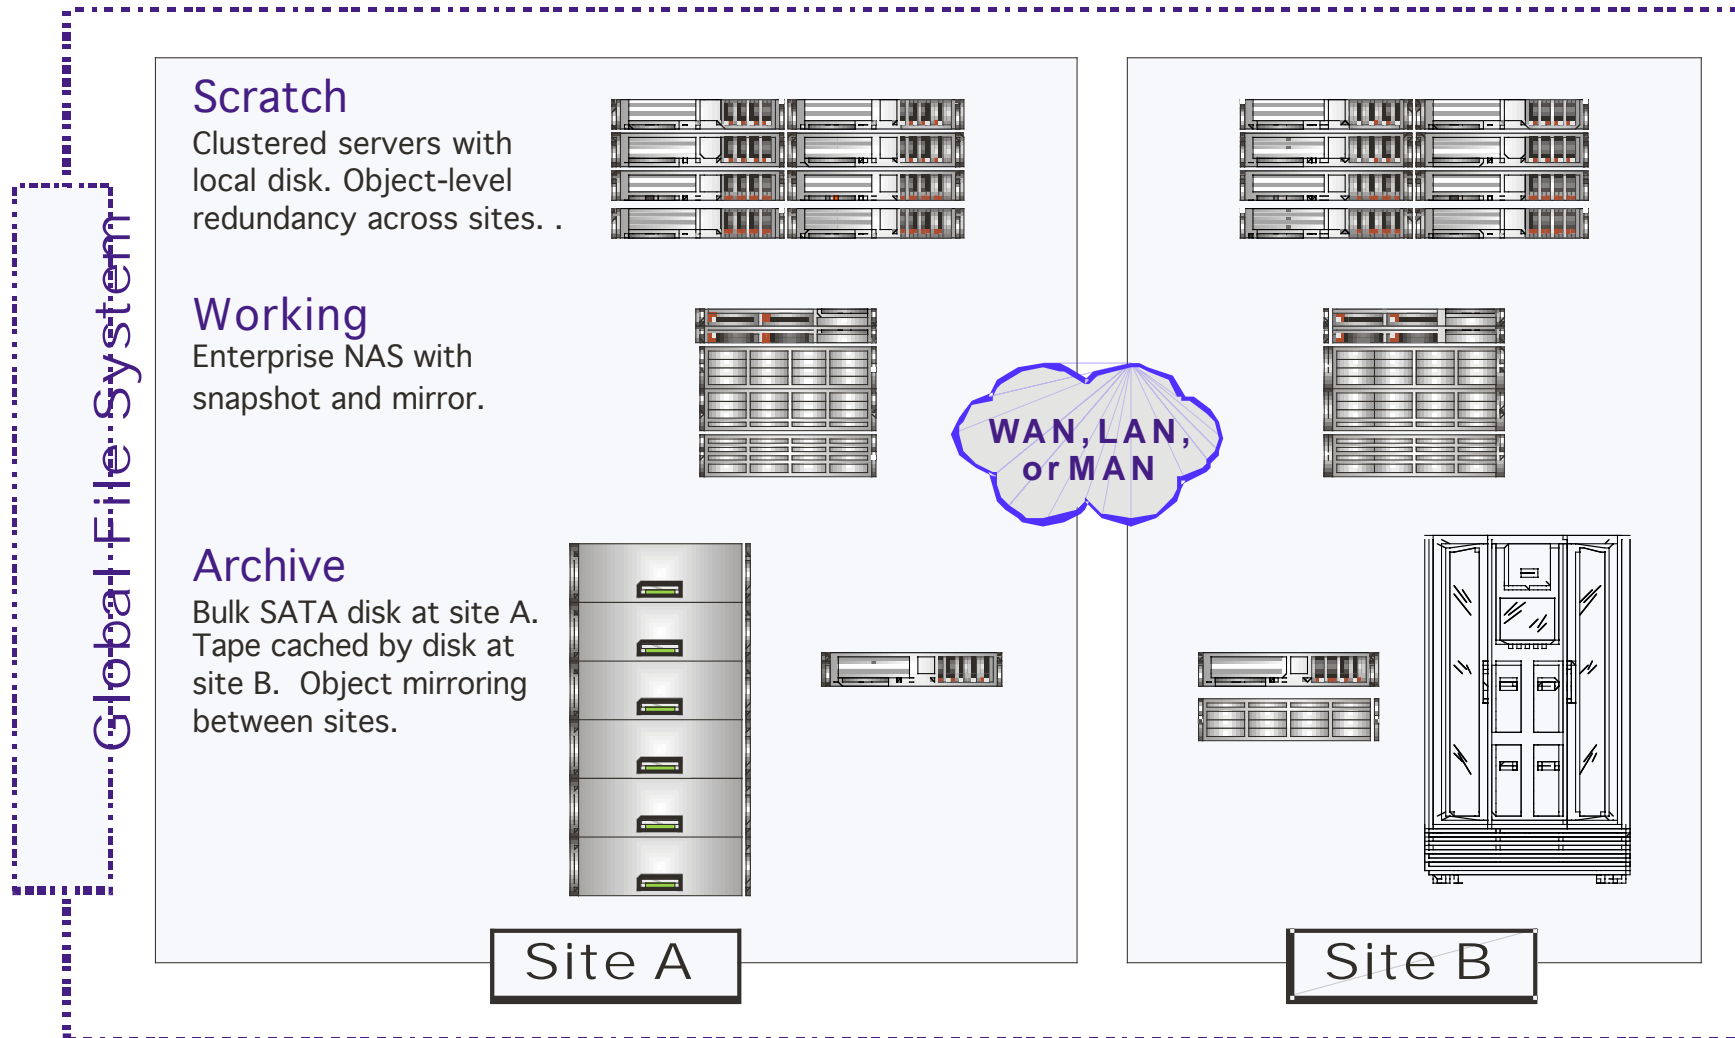 Global File System
Scratch
Clustered servers with
local disk. Object-level
redundancy across sites. .
Working
Enterprise NAS with
snapshot and mirror.
Archive
Bulk SATA disk at site A.
Tape cached by disk at
site B.  Object mirroring
between sites.
WAN, LAN,
or MAN
Site A
Site B